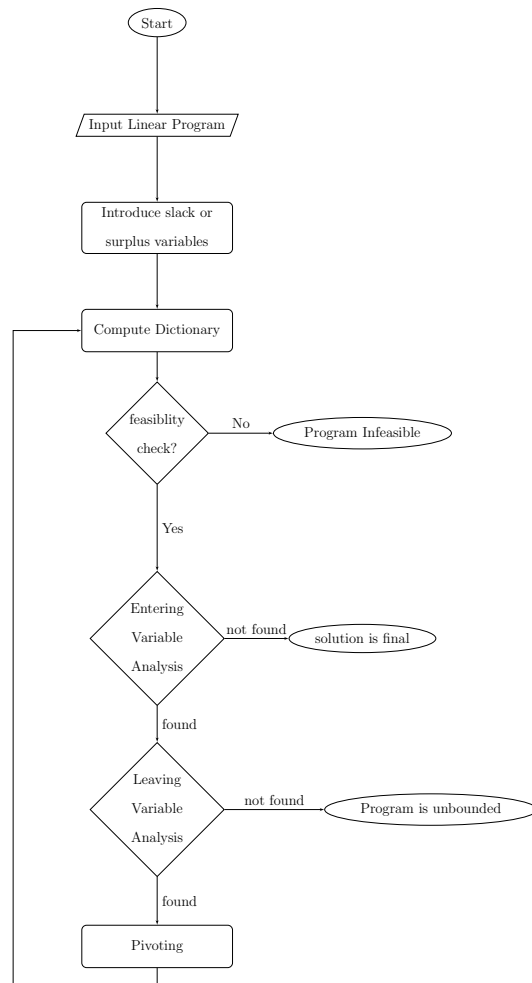 Start
Input Linear Program
Introduce slack or
surplus variables
Compute Dictionary
feasiblity
check?
No
Program Infeasible
Yes
Entering
Variable
Analysis
not found
solution is final
found
Leaving
Variable
Analysis
not found
Program is unbounded
found
Pivoting